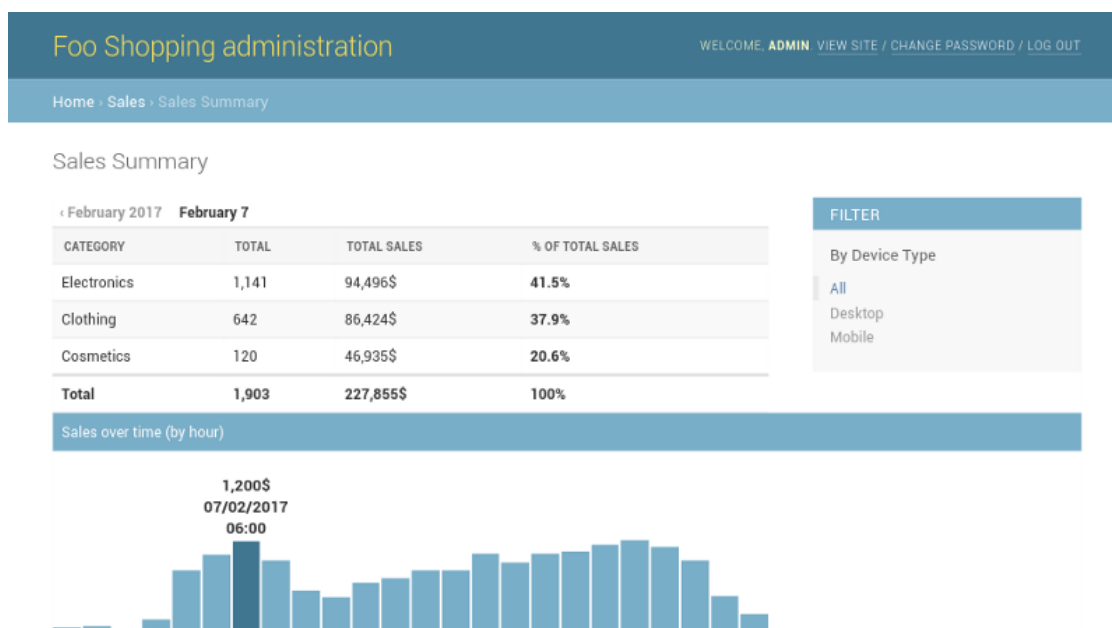 Foo Shopping administration
WELCOME, ADMIN. VIEW SITE / CHANGE PASSWORD / LOG OUT
Home › Sales › Sales Summary
Sales Summary
‹ February 2017 February 7
CATEGORY TOTAL TOTAL SALES % OF TOTAL SALES
Electronics 1,141 94,496$ 41.5%
Clothing 642 86,424$ 37.9%
Cosmetics 120 46,935$ 20.6%
Total 1,903 227,855$ 100%
FILTER
By Device Type
All
Desktop
Mobile
Sales over time (by hour)
1,200$
07/02/2017
06:00